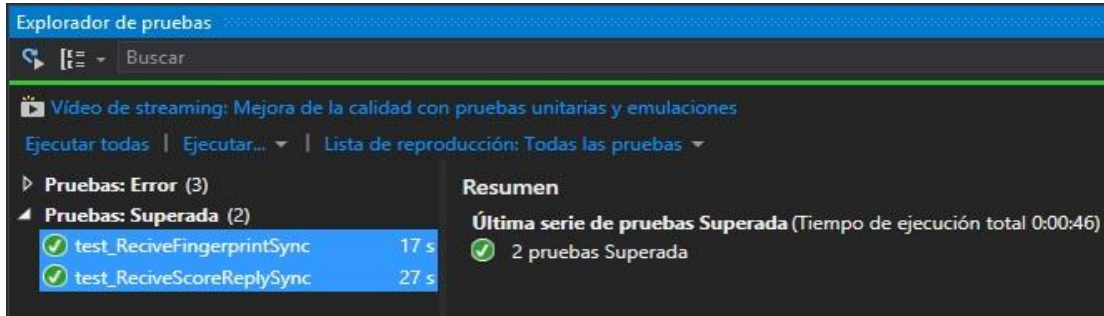 Explorador de pruebas
Buscar
Vídeo de streaming: Mejora de la calidad con pruebas unitarias y emulaciones
Ejecutar todas | Ejecutar... | Lista de reproducción: Todas las pruebas
Pruebas: Error (3)
Pruebas: Superada (2)
test_ReciveFingerprintSync 17 s
test_ReciveScoreReplySync 27 s
Resumen
Última serie de pruebas Superada (Tiempo de ejecución total 0:00:46)
2 pruebas Superada